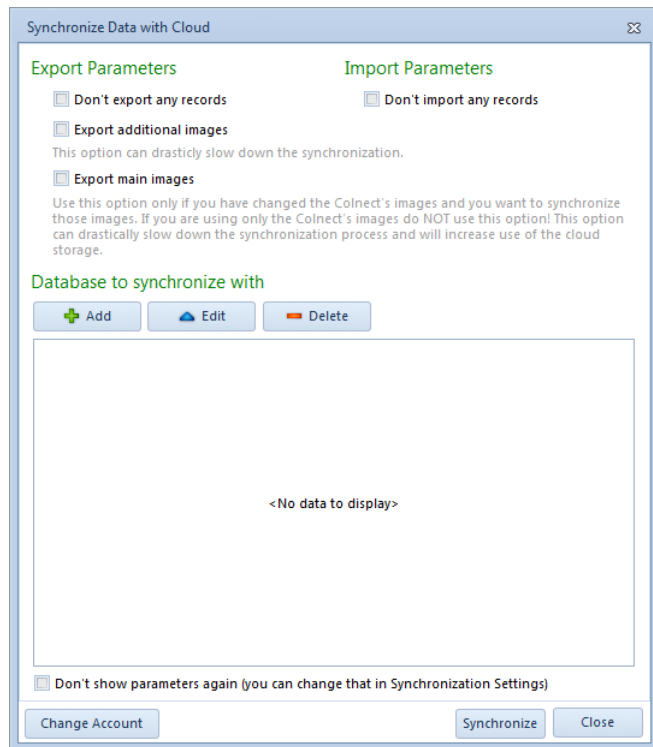 Synchronize Data with Cloud
Export Parameters
Import Parameters
Don't export any records
Don't import any records
Export additional images
This option can drasticly slow down the synchronization.
Export main images
Use this option only if you have changed the Colnect's images and you want to synchronize
those images. If you are using only the Colnect's images do NOT use this option! This option
can drastically slow down the synchronization process and will increase use of the cloud
storage.
Database to synchronize with
Add
Edit
Delete
<No data to display>
Don't show parameters again (you can change that in Synchronization Settings)
Change Account
Synchronize
Close